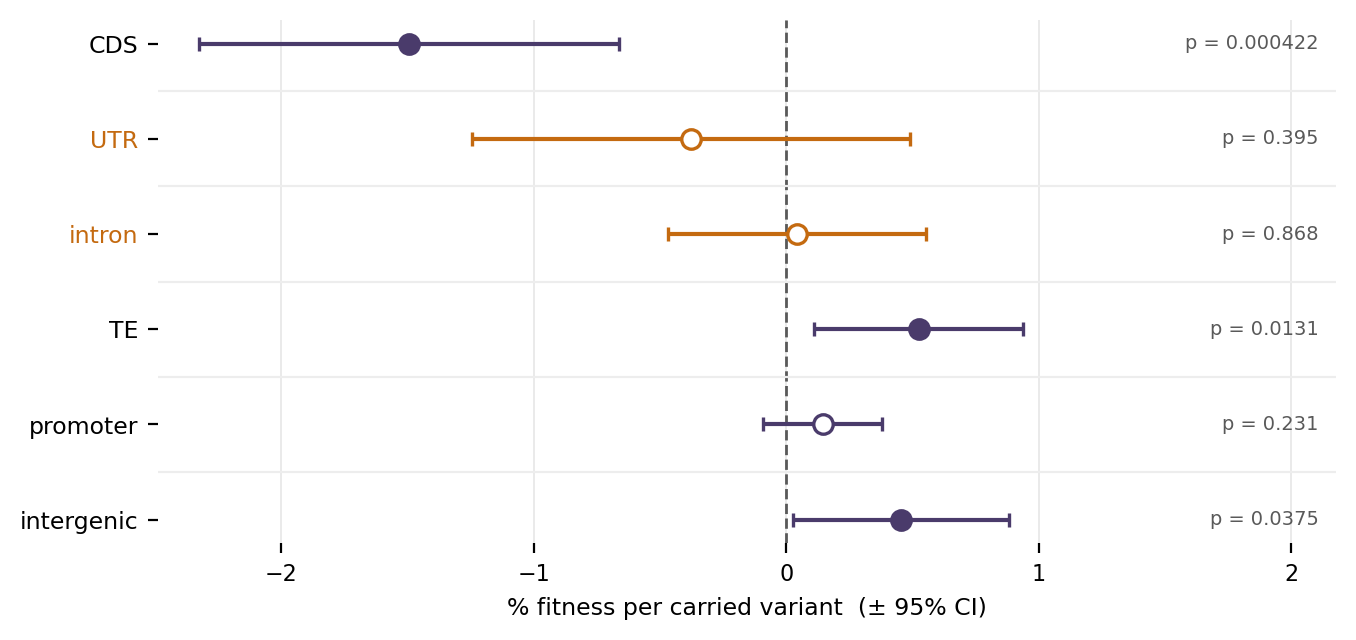 CDS
p = 0.000422
UTR
p = 0.395
intron
p = 0.868
TE
p = 0.0131
promoter
p = 0.231
intergenic
p = 0.0375
−2 −1 0 1 2
% fitness per carried variant (± 95% CI)